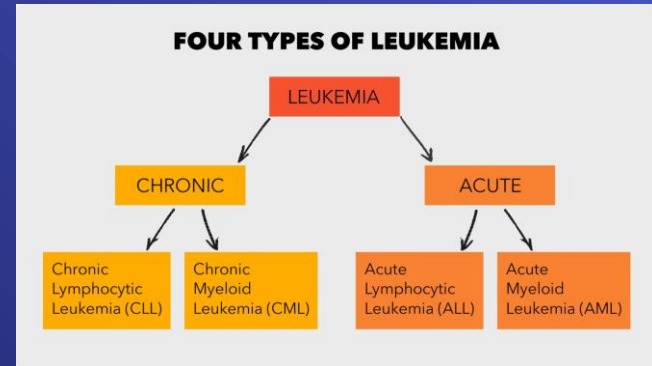 FOUR TYPES OF LEUKEMIA
LEUKEMIA
CHRONIC
ACUTE
Chronic
Lymphocytic
Leukemia (CLL)
Chronic
Myeloid
Leukemia (CML)
Acute
Lymphocytic
Leukemia (ALL)
Acute
Myeloid
Leukemia (AML)